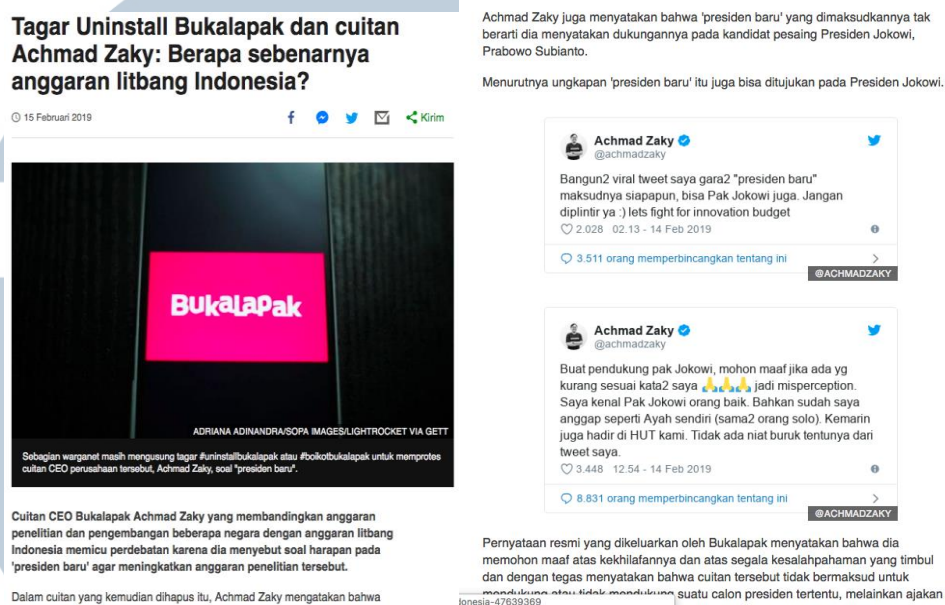 Tagar Uninstall Bukalapak dan cuitan
Achmad Zaky: Berapa sebenarnya
anggaran litbang Indonesia?
15 Februari 2019
Kirim
BukaLapak
ADRIANA ADINANDRA/SOPA IMAGES/LIGHTROCKET VIA GETT
Sebagian warganet masih mengusung tagar #uninstallbukalapak atau #boikotbukalapak untuk memprotes
cuitan CEO perusahaan tersebut, Achmad Zaky, soal "presiden baru".
Cuitan CEO Bukalapak Achmad Zaky yang membandingkan anggaran
penelitian dan pengembangan beberapa negara dengan anggaran litbang
Indonesia memicu perdebatan karena dia menyebut soal harapan pada
'presiden baru' agar meningkatkan anggaran penelitian tersebut.
Dalam cuitan yang kemudian dihapus itu, Achmad Zaky mengatakan bahwa
Achmad Zaky juga menyatakan bahwa 'presiden baru' yang dimaksudkannya tak
berarti dia menyatakan dukungannya pada kandidat pesaing Presiden Jokowi,
Prabowo Subianto.
Menurutnya ungkapan 'presiden baru' itu juga bisa ditujukan pada Presiden Jokowi.
Achmad Zaky
@achmadzaky
Bangun2 viral tweet saya gara2 "presiden baru"
maksudnya siapapun, bisa Pak Jokowi juga. Jangan
diplintir ya :) lets fight for innovation budget
2.028 02.13 - 14 Feb 2019
3.511 orang memperbincangkan tentang ini
@ACHMADZAKY
Achmad Zaky
@achmadzaky
Buat pendukung pak Jokowi, mohon maaf jika ada yg
kurang sesuai kata2 saya 🙏🙏🙏 jadi misperception.
Saya kenal Pak Jokowi orang baik. Bahkan sudah saya
anggap seperti Ayah sendiri (sama2 orang solo). Kemarin
juga hadir di HUT kami. Tidak ada niat buruk tentunya dari
tweet saya.
3.448 12.54 - 14 Feb 2019
8.831 orang memperbincangkan tentang ini
@ACHMADZAKY
Pernyataan resmi yang dikeluarkan oleh Bukalapak menyatakan bahwa dia
memohon maaf atas kekhilafannya dan atas segala kesalahpahaman yang timbul
dan dengan tegas menyatakan bahwa cuitan tersebut tidak bermaksud untuk
mendukung atau tidak mendukung suatu calon presiden tertentu, melainkan ajakan
donesia-47639369